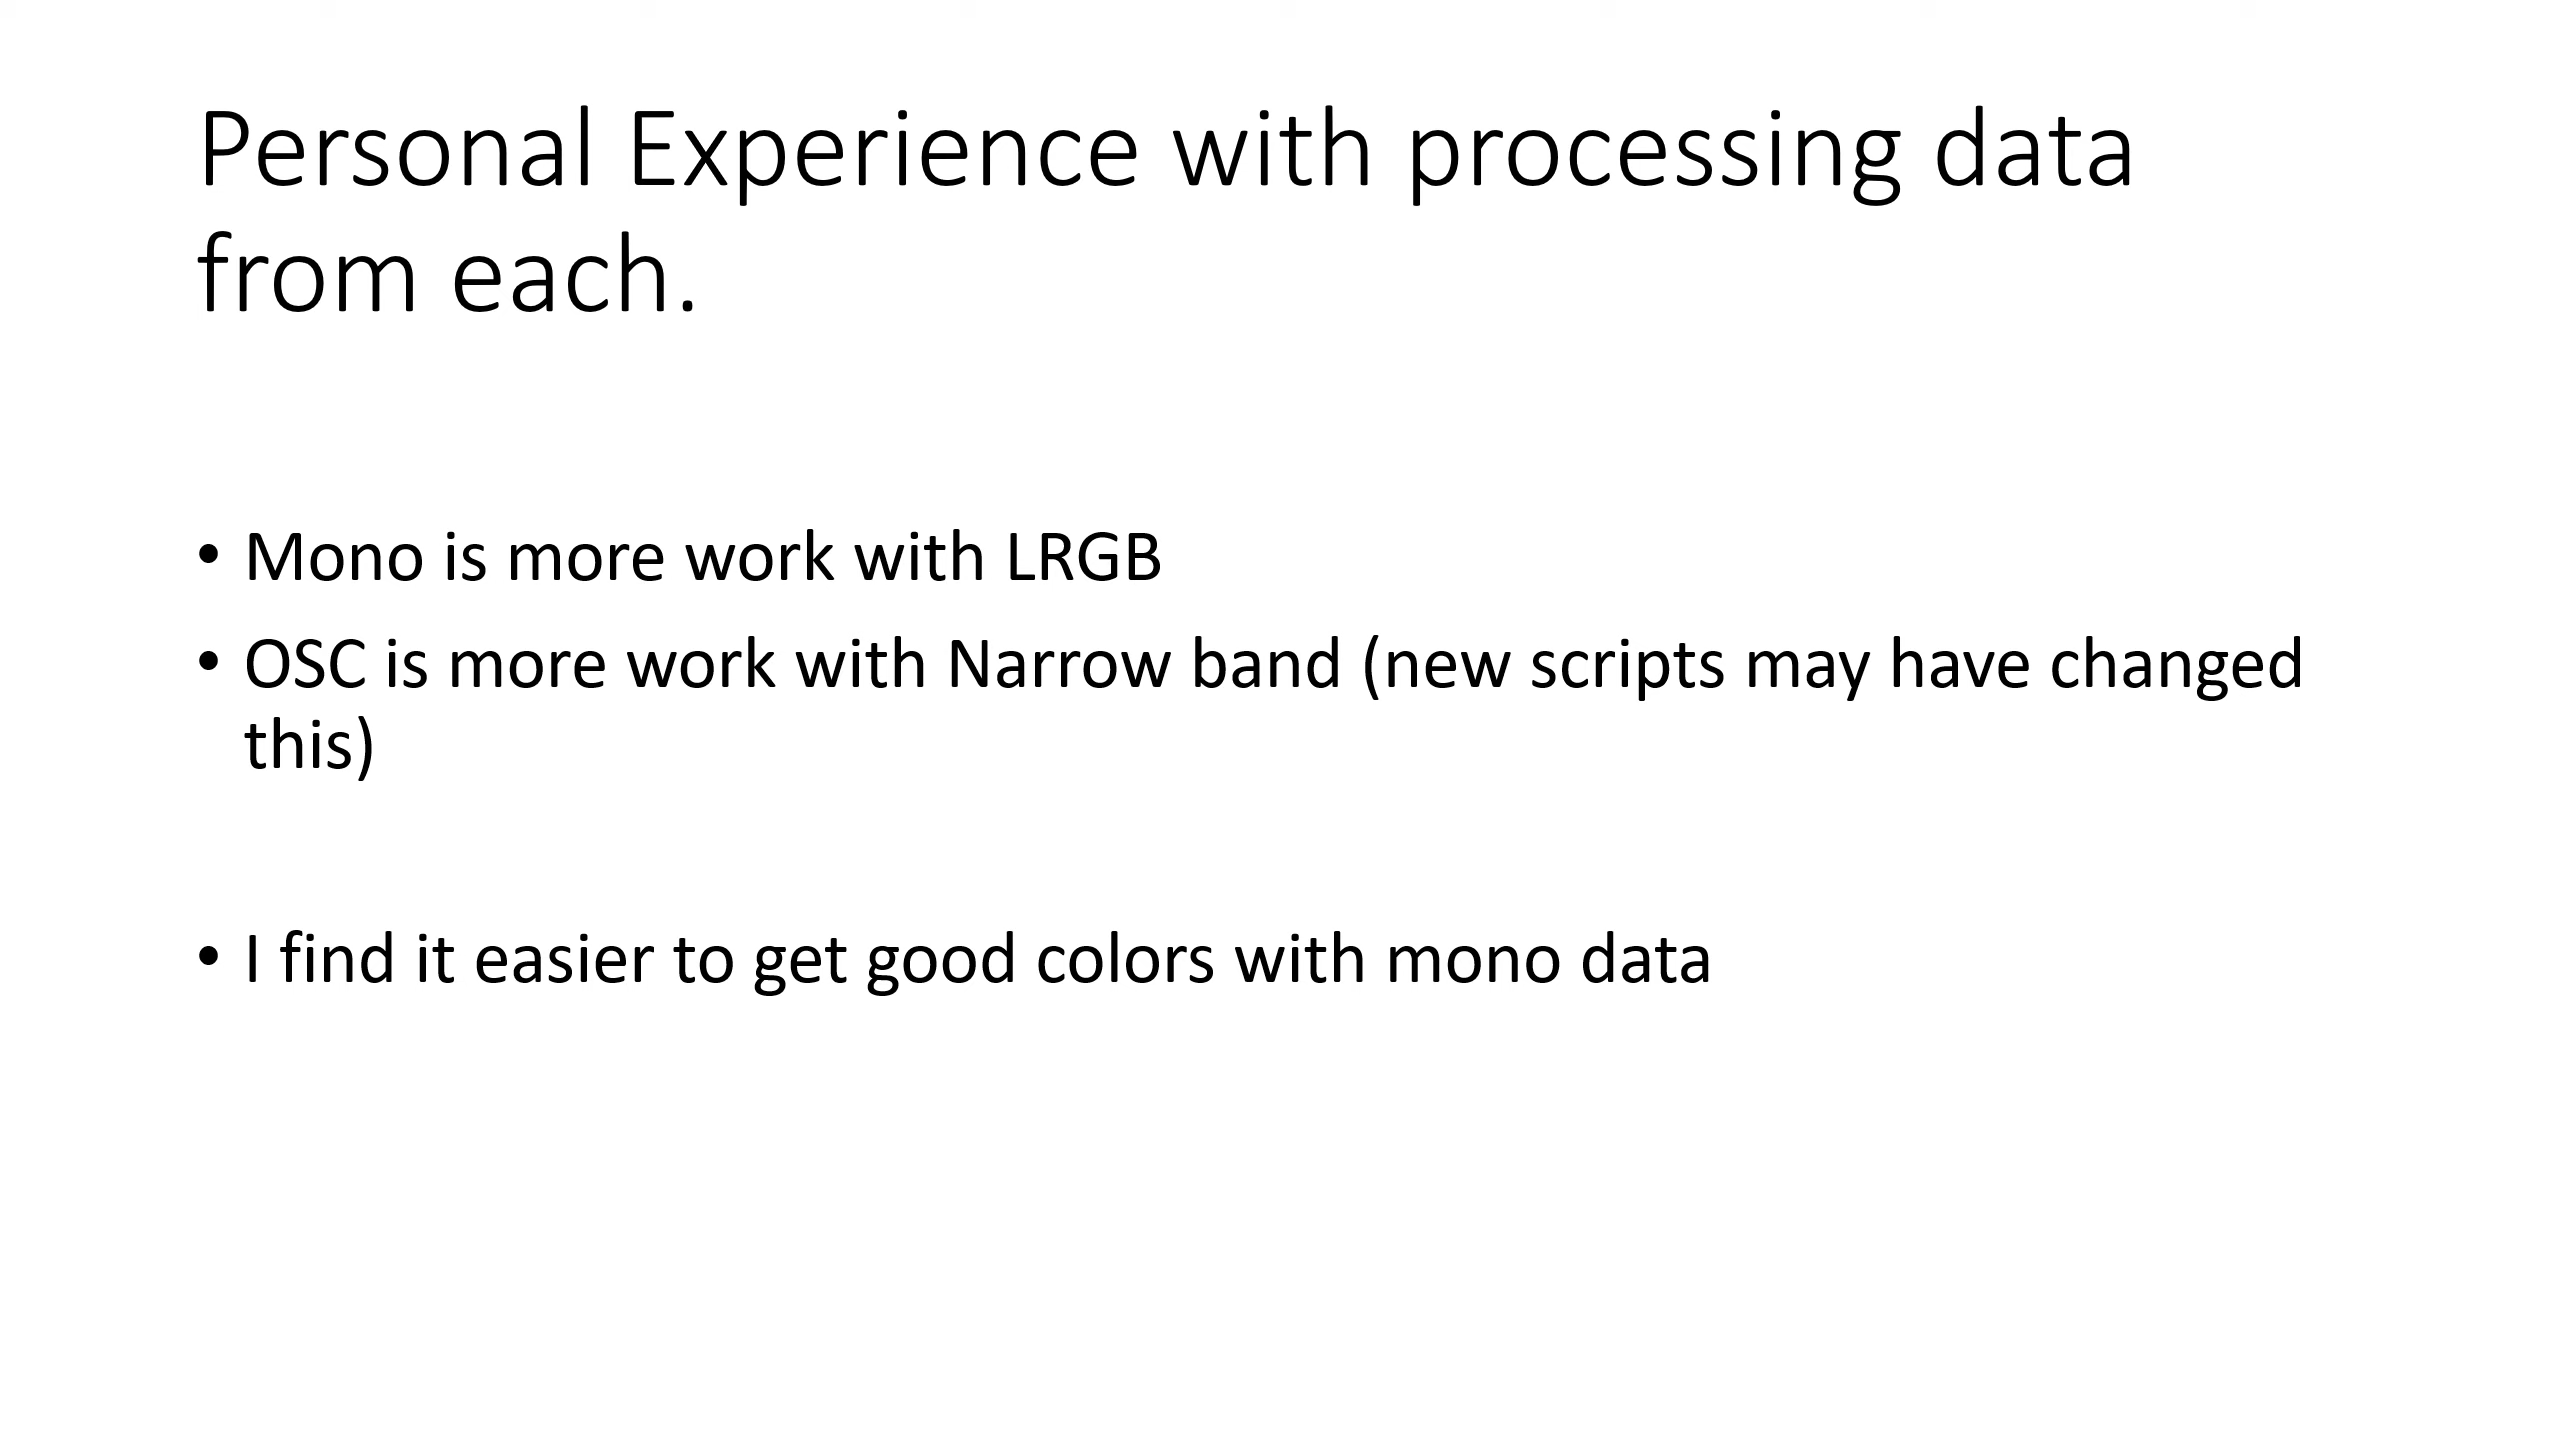 Personal Experience with processing data
from each.
• Mono is more work with LRGB
• OSC is more work with Narrow band (new scripts may have changed
this)
• I find it easier to get good colors with mono data